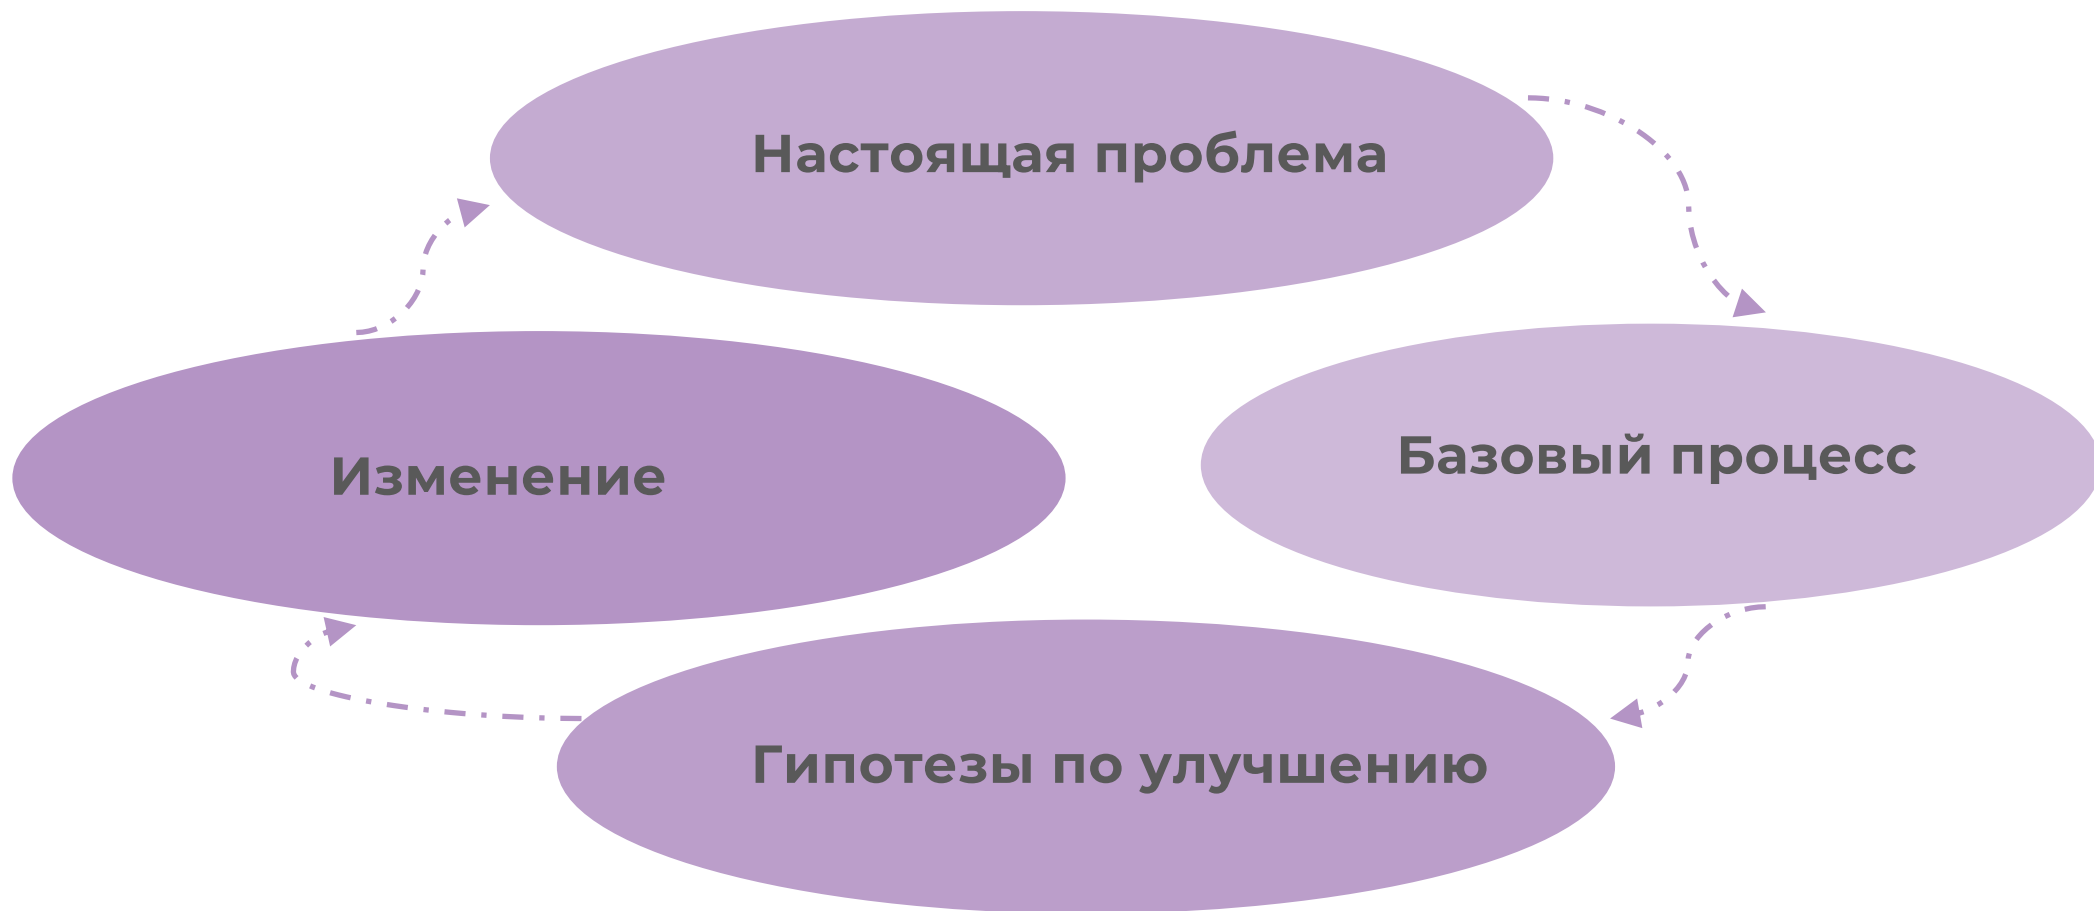 Настоящая проблема
Базовый процесс
Изменение
Гипотезы по улучшению